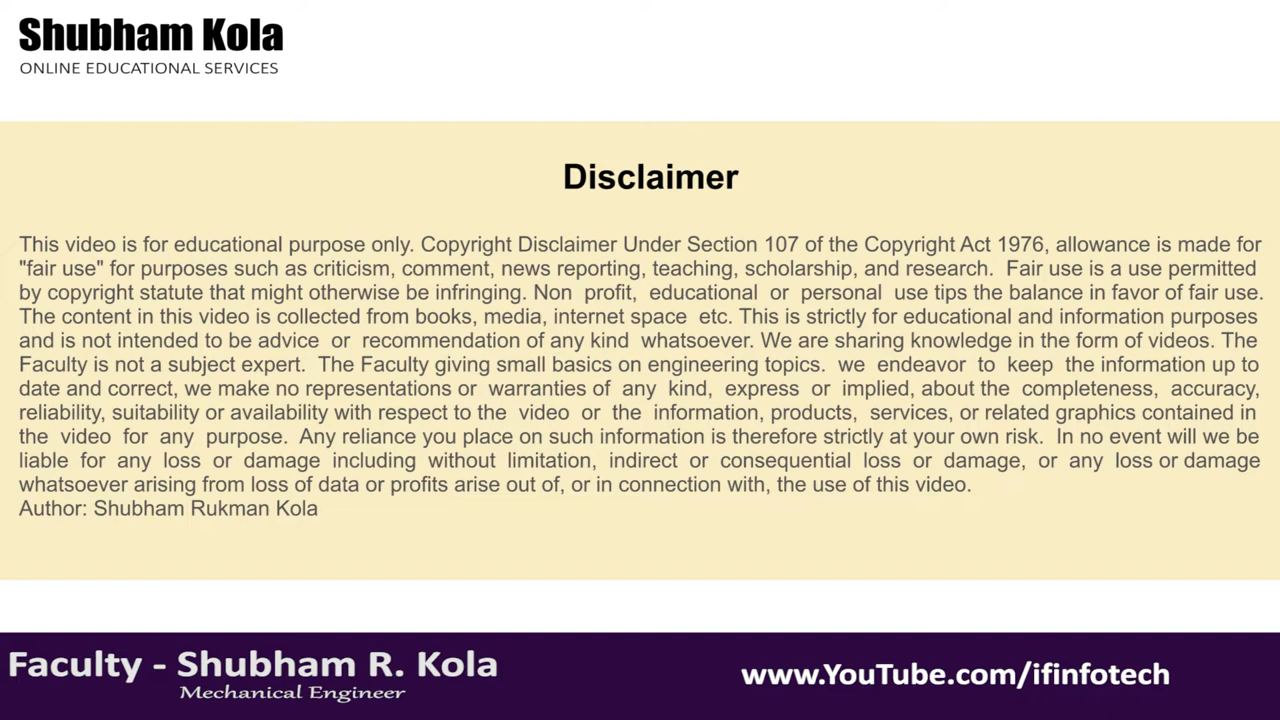 Shubham Kola
ONLINE EDUCATIONAL SERVICES
Disclaimer
This video is for educational purpose only. Copyright Disclaimer Under Section 107 of the Copyright Act 1976, allowance is made for
"fair use" for purposes such as criticism, comment, news reporting, teaching, scholarship, and research. Fair use is a use permitted
by copyright statute that might otherwise be infringing. Non profit, educational or personal use tips the balance in favor of fair use.
The content in this video is collected from books, media, internet space etc. This is strictly for educational and information purposes
and is not intended to be advice or recommendation of any kind whatsoever. We are sharing knowledge in the form of videos. The
Faculty is not a subject expert. The Faculty giving small basics on engineering topics. we endeavor to keep the information up to
date and correct, we make no representations or warranties of any kind, express or implied, about the completeness, accuracy,
reliability, suitability or availability with respect to the video or the information, products, services, or related graphics contained in
the video for any purpose. Any reliance you place on such information is therefore strictly at your own risk. In no event will we be
liable for any loss or damage including without limitation, indirect or consequential loss or damage, or any loss or damage
whatsoever arising from loss of data or profits arise out of, or in connection with, the use of this video.
Author: Shubham Rukman Kola
Faculty - Shubham R. Kola
Mechanical Engineer
www.YouTube.com/ifinfotech